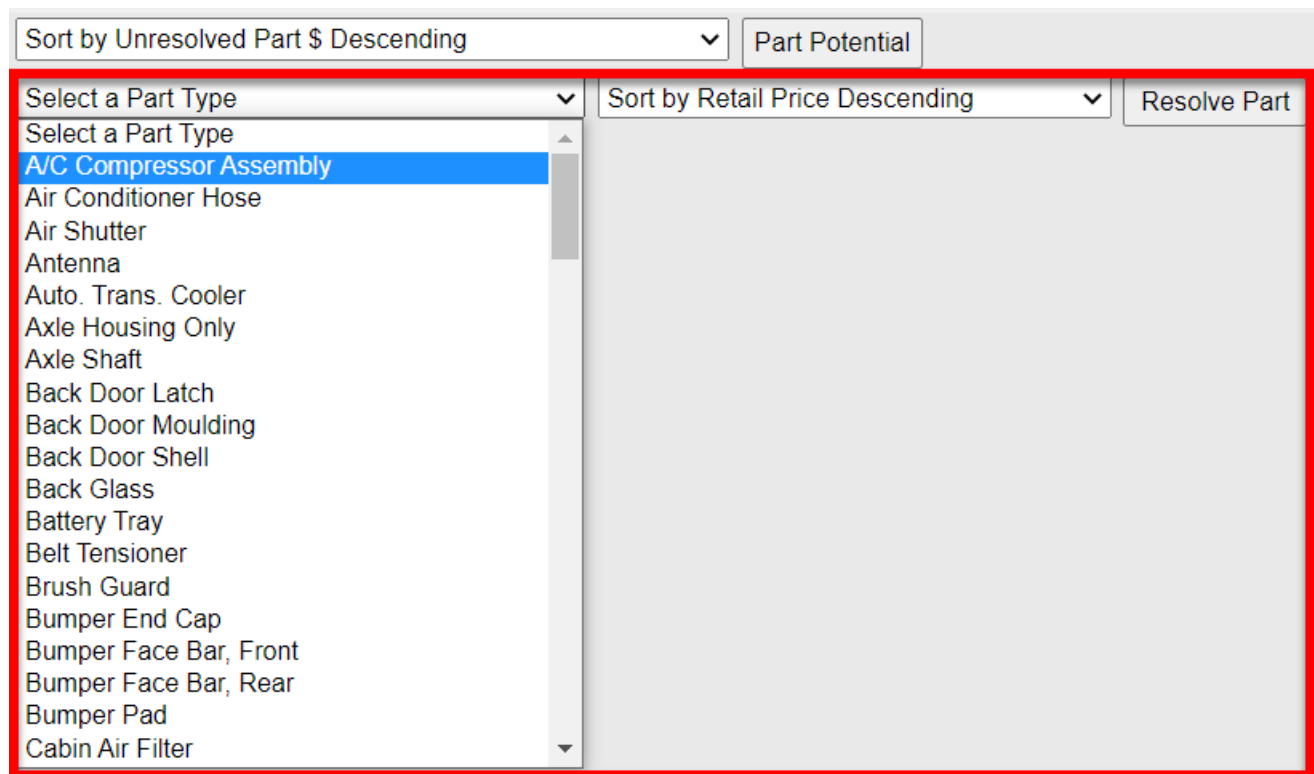 Sort by Unresolved Part $ Descending Part Potential
Select a Part Type Sort by Retail Price Descending Resolve Part
Select a Part Type
A/C Compressor Assembly
Air Conditioner Hose
Air Shutter
Antenna
Auto. Trans. Cooler
Axle Housing Only
Axle Shaft
Back Door Latch
Back Door Moulding
Back Door Shell
Back Glass
Battery Tray
Belt Tensioner
Brush Guard
Bumper End Cap
Bumper Face Bar, Front
Bumper Face Bar, Rear
Bumper Pad
Cabin Air Filter